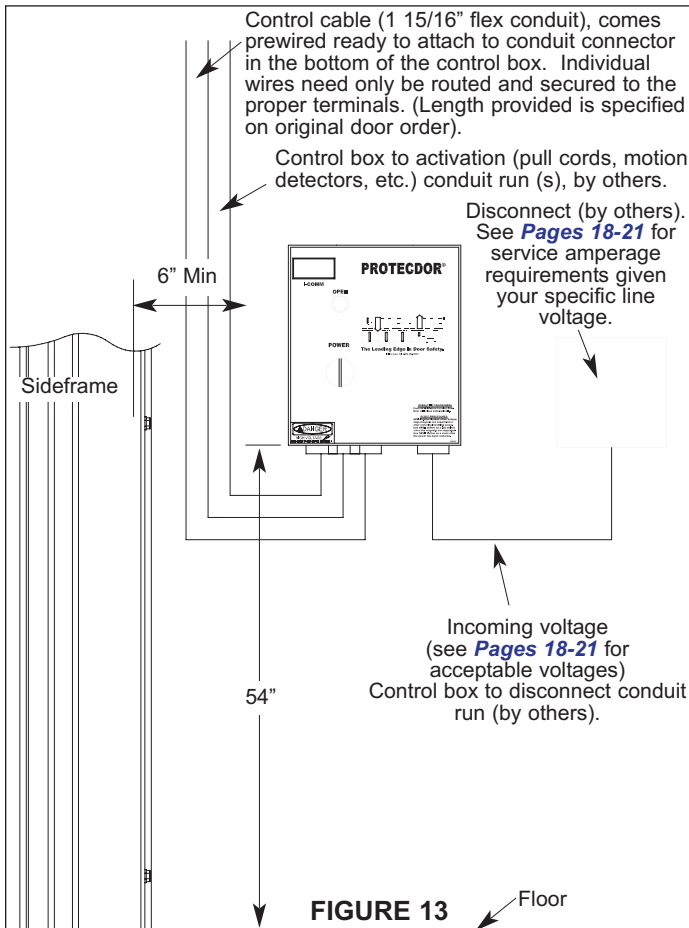 Control cable (1 15/16” flex conduit), comes
prewired ready to attach to conduit connector
in the bottom of the control box. Individual
wires need only be routed and secured to the
proper terminals. (Length provided is specified
on original door order).
Control box to activation (pull cords, motion
detectors, etc.) conduit run (s), by others.
Disconnect (by others).
See Pages 18-21 for
service amperage
requirements given
your specific line
voltage.
6” Min
I-COMM
PROTECDOR®
OPEN
POWER
The Leading Edge in Door Safety.
Sideframe
DANGER
HIGH VOLTAGE
Incoming voltage
(see Pages 18-21 for
acceptable voltages)
Control box to disconnect conduit
run (by others).
54”
FIGURE 13
Floor